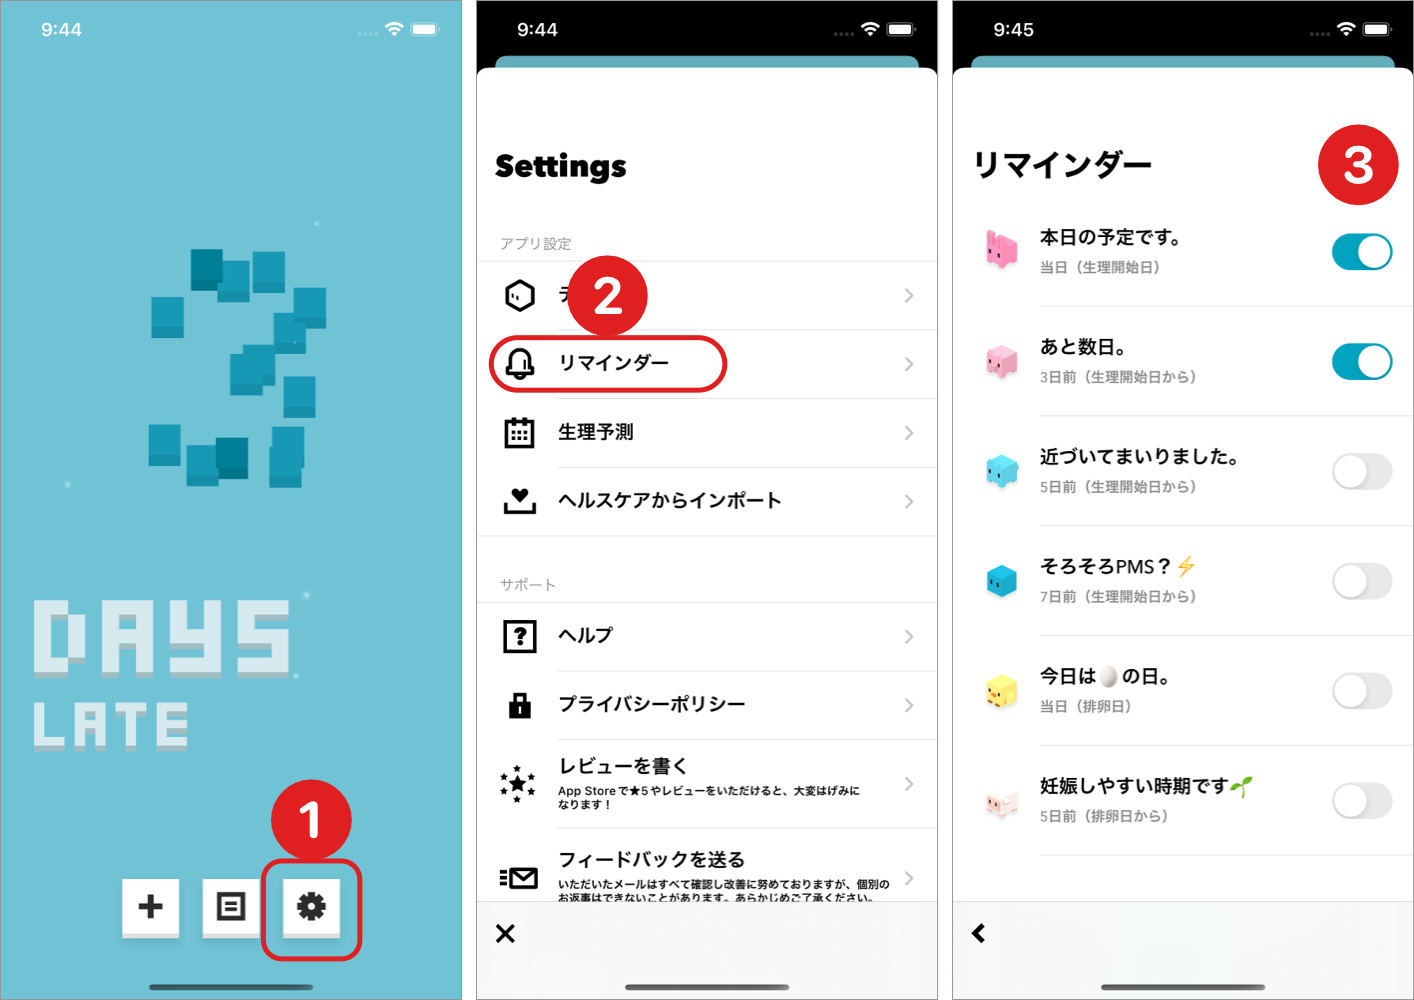 9:44
3
DAYS
LATE
1
9:44
Settings
アプリ設定
2
リマインダー
生理予測
ヘルスケアからインポート
サポート
ヘルプ
プライバシーポリシー
レビューを書く
App Storeで★5やレビューをいただけると、大変はげみに
なります！
フィードバックを送る
いただいたメールはすべて確認し改善に努めておりますが、個別の
お返事はできないことがあります。あらかじめご了承ください。
9:45
リマインダー
3
本日の予定です。
当日（生理開始日）
あと数日。
3日前（生理開始日から）
近づいてまいりました。
5日前（生理開始日から）
そろそろPMS？⚡
7日前（生理開始日から）
今日は🥚の日。
当日（排卵日）
妊娠しやすい時期です🌱
5日前（排卵日から）